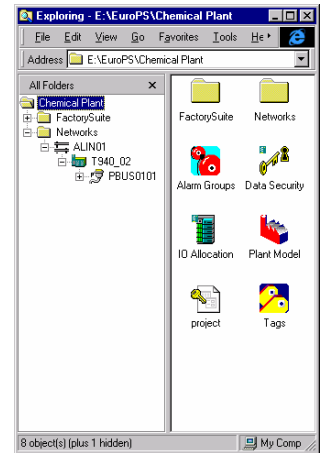 Exploring - E:\EuroPS\Chemical Plant
File Edit View Go Favorites Tools He
Address E:\EuroPS\Chemical Plant
All Folders x
Chemical Plant
FactorySuite
Networks
ALIN01
T940_02
PBUS0101
FactorySuite Networks
Alarm Groups Data Security
IO Allocation Plant Model
project Tags
8 object(s) (plus 1 hidden) My Comp